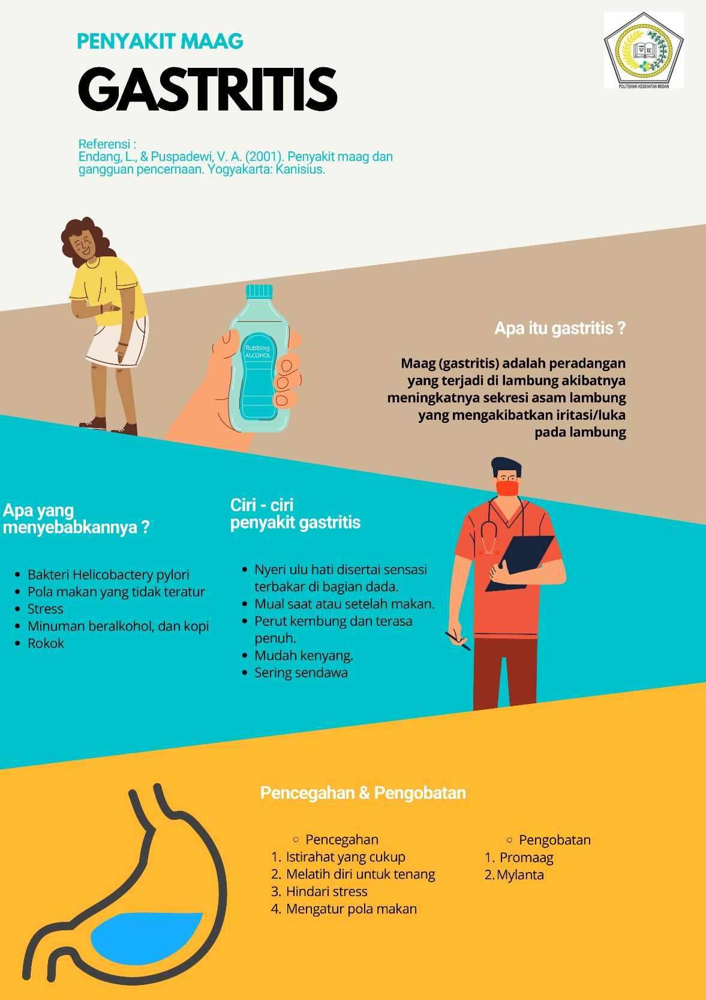 PENYAKIT MAAG
GASTRITIS
POLITEKNIK KESEHATAN MEDAN
Referensi :
Endang, L., & Puspadewi, V. A. (2001). Penyakit maag dan
gangguan pencernaan. Yogyakarta: Kanisius.
Rubbing
ALCOHOL
Apa itu gastritis ?
Maag (gastritis) adalah peradangan
yang terjadi di lambung akibatnya
meningkatnya sekresi asam lambung
yang mengakibatkan iritasi/luka
pada lambung
Apa yang
menyebabkannya ?
• Bakteri Helicobactery pylori
• Pola makan yang tidak teratur
• Stress
• Minuman beralkohol, dan kopi
• Rokok
Ciri - ciri
penyakit gastritis
• Nyeri ulu hati disertai sensasi
terbakar di bagian dada.
• Mual saat atau setelah makan.
• Perut kembung dan terasa
penuh.
• Mudah kenyang.
• Sering sendawa
Pencegahan & Pengobatan
○ Pencegahan
1. Istirahat yang cukup
2. Melatih diri untuk tenang
3. Hindari stress
4. Mengatur pola makan
○ Pengobatan
1. Promaag
2. Mylanta